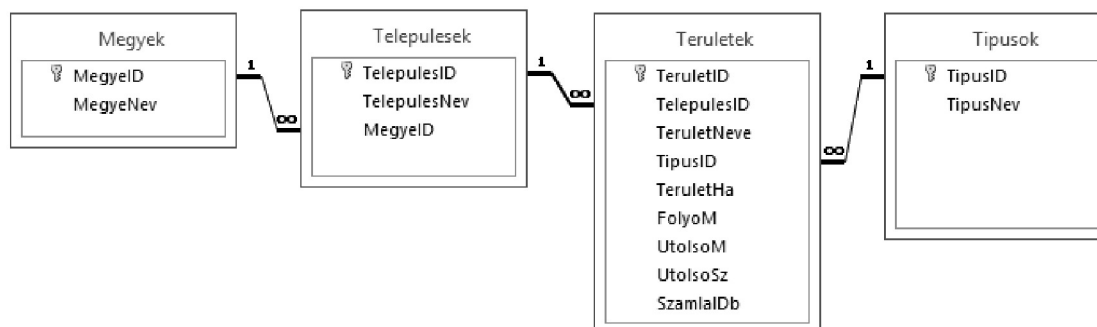 Megyek
MegyeID
MegyeNev
1
∞
Telepulesek
TelepulesID
TelepulesNev
MegyeID
1
∞
Teruletek
TeruletID
TelepulesID
TeruletNeve
TipusID
TeruletHa
FolyoM
UtolsoM
UtolsoSz
SzamlalDb
∞
1
Tipusok
TipusID
TipusNev